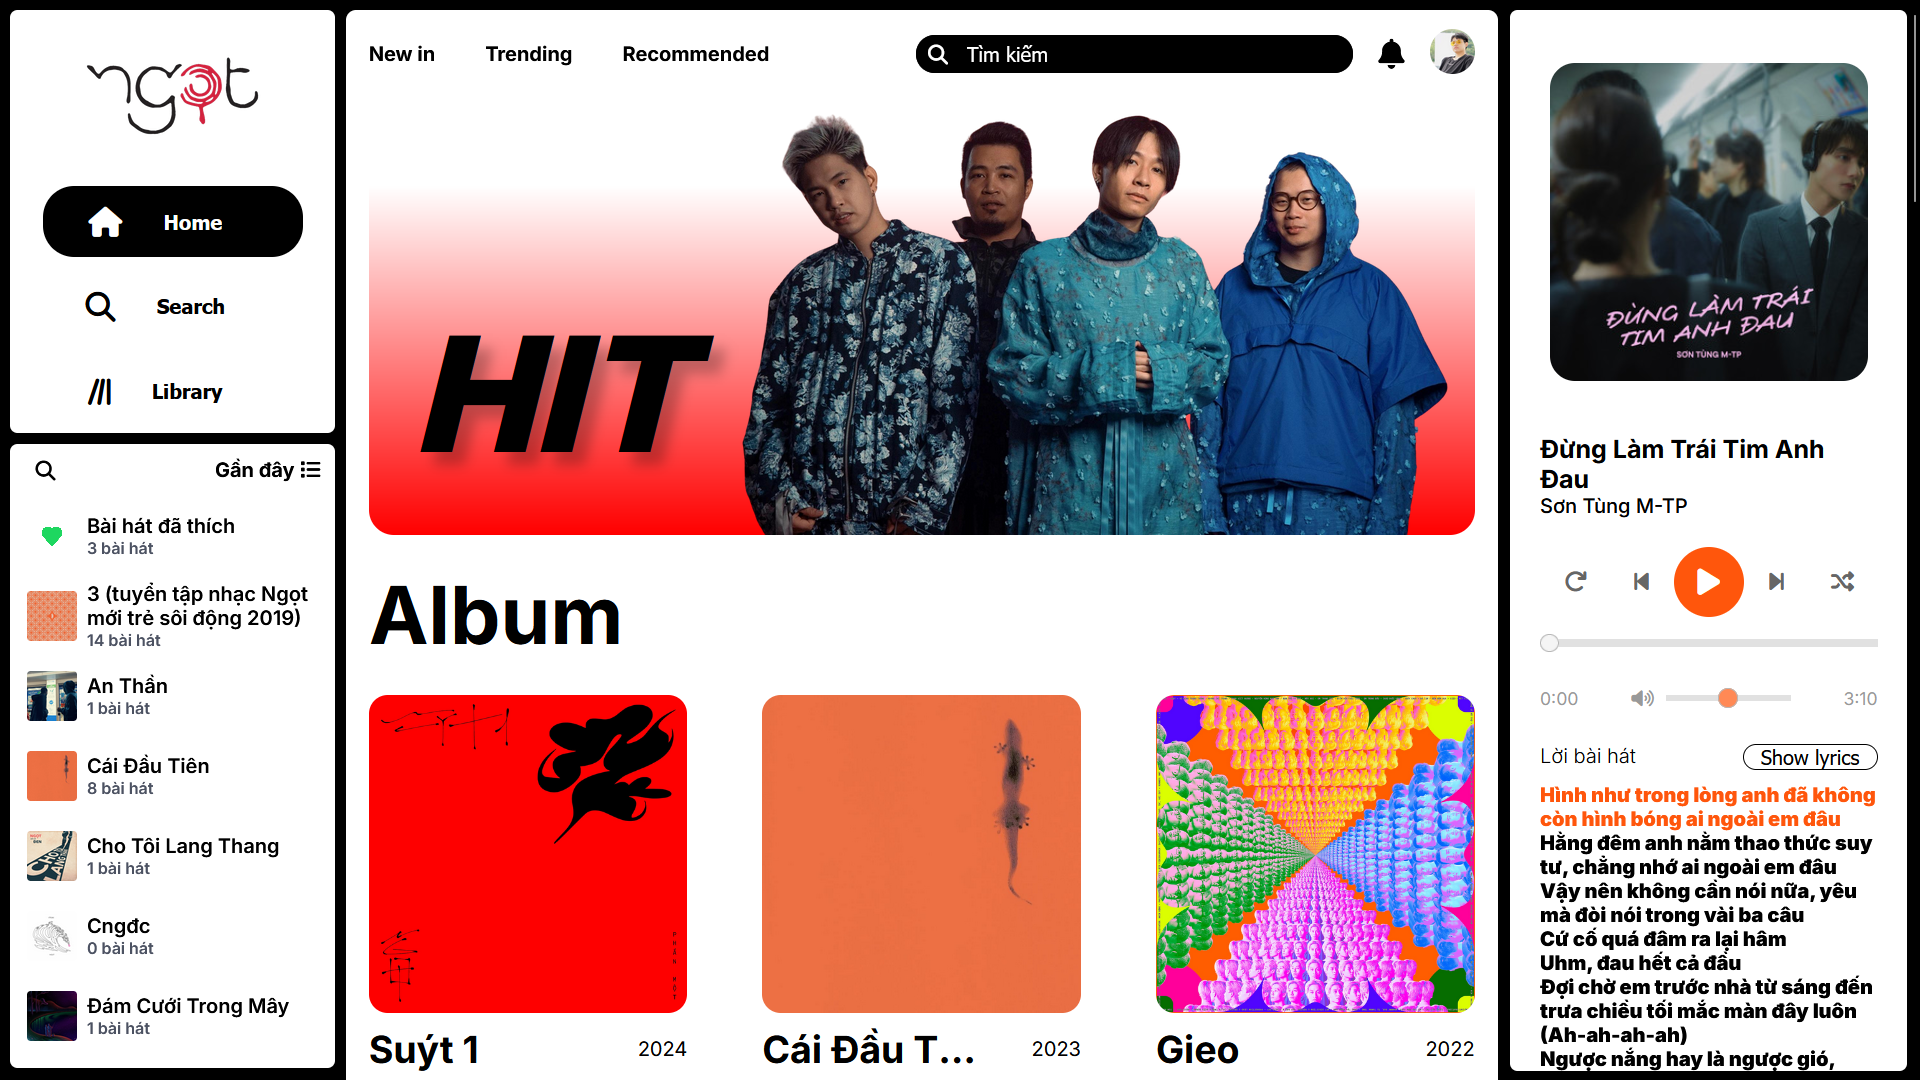 ngọt
Home
Search
Library
Gần đây
Bài hát đã thích
3 bài hát
3 (tuyển tập nhạc Ngọt
mới trẻ sôi động 2019)
14 bài hát
An Thần
1 bài hát
Cái Đầu Tiên
8 bài hát
Cho Tôi Lang Thang
1 bài hát
Cngđc
0 bài hát
Đám Cưới Trong Mây
1 bài hát
New in
Trending
Recommended
Tìm kiếm
HIT
Album
Suýt 1
2024
Cái Đầu T...
2023
Gieo
2022
ĐỪNG LÀM TRÁI
TIM ANH ĐAU
SƠN TÙNG M-TP
Đừng Làm Trái Tim Anh
Đau
Sơn Tùng M-TP
0:00
3:10
Lời bài hát
Show lyrics
Hình như trong lòng anh đã không
còn hình bóng ai ngoài em đâu
Hằng đêm anh nằm thao thức suy
tư, chẳng nhớ ai ngoài em đâu
Vậy nên không cần nói nữa, yêu
mà đòi nói trong vài ba câu
Cứ cố quá đâm ra lại hâm
Uhm, đau hết cả đầu
Đợi chờ em trước nhà từ sáng đến
trưa chiều tối mắc màn đây luôn
(Ah-ah-ah-ah)
Ngược nắng hay là ngược gió,